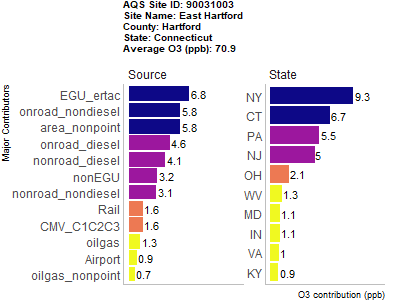 AQS Site ID: 90031003
Site Name: East Hartford
County: Hartford
State: Connecticut
Average O3 (ppb): 70.9
Major Contributors
Source
EGU_ertac 6.8
onroad_nondiesel 5.8
area_nonpoint 5.8
onroad_diesel 4.6
nonroad_diesel 4.1
nonEGU 3.2
nonroad_nondiesel 3.1
Rail 1.6
CMV_C1C2C3 1.6
oilgas 1.3
Airport 0.9
oilgas_nonpoint 0.7
State
NY 9.3
CT 6.7
PA 5.5
NJ 5
OH 2.1
WV 1.3
MD 1.1
IN 1.1
VA 1
KY 0.9
O3 contribution (ppb)